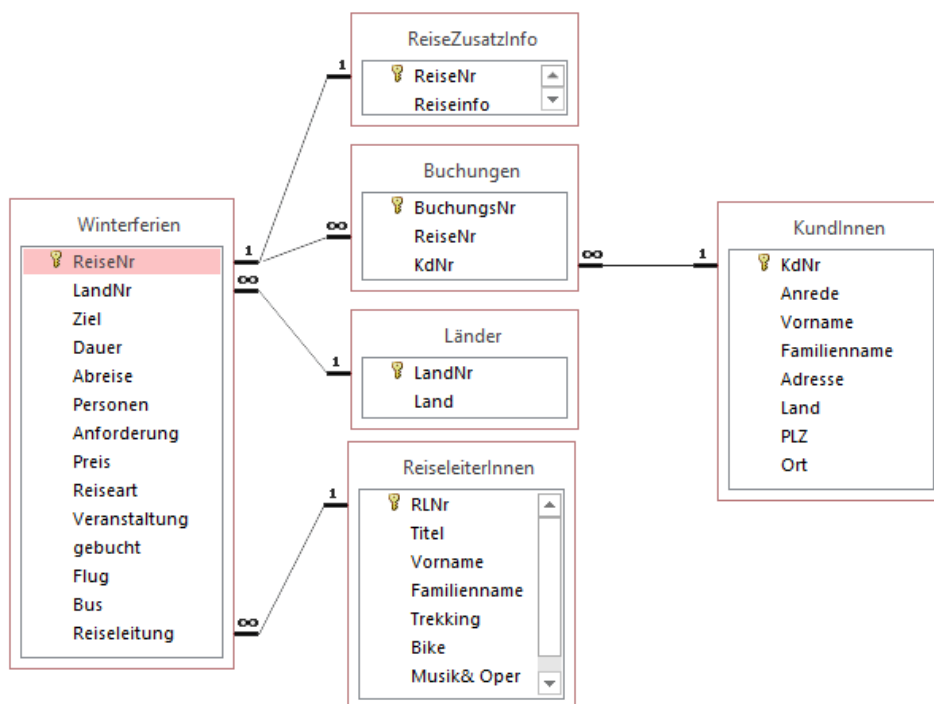 ReiseZusatzInfo
ReiseNr
Reiseinfo
1
Buchungen
BuchungsNr
ReiseNr
KdNr
∞
∞
1
Winterferien
ReiseNr
LandNr
Ziel
Dauer
Abreise
Personen
Anforderung
Preis
Reiseart
Veranstaltung
gebucht
Flug
Bus
Reiseleitung
1
∞
∞
Länder
LandNr
Land
1
ReiseleiterInnen
RLNr
Titel
Vorname
Familienname
Trekking
Bike
Musik& Oper
1
KundInnen
KdNr
Anrede
Vorname
Familienname
Adresse
Land
PLZ
Ort